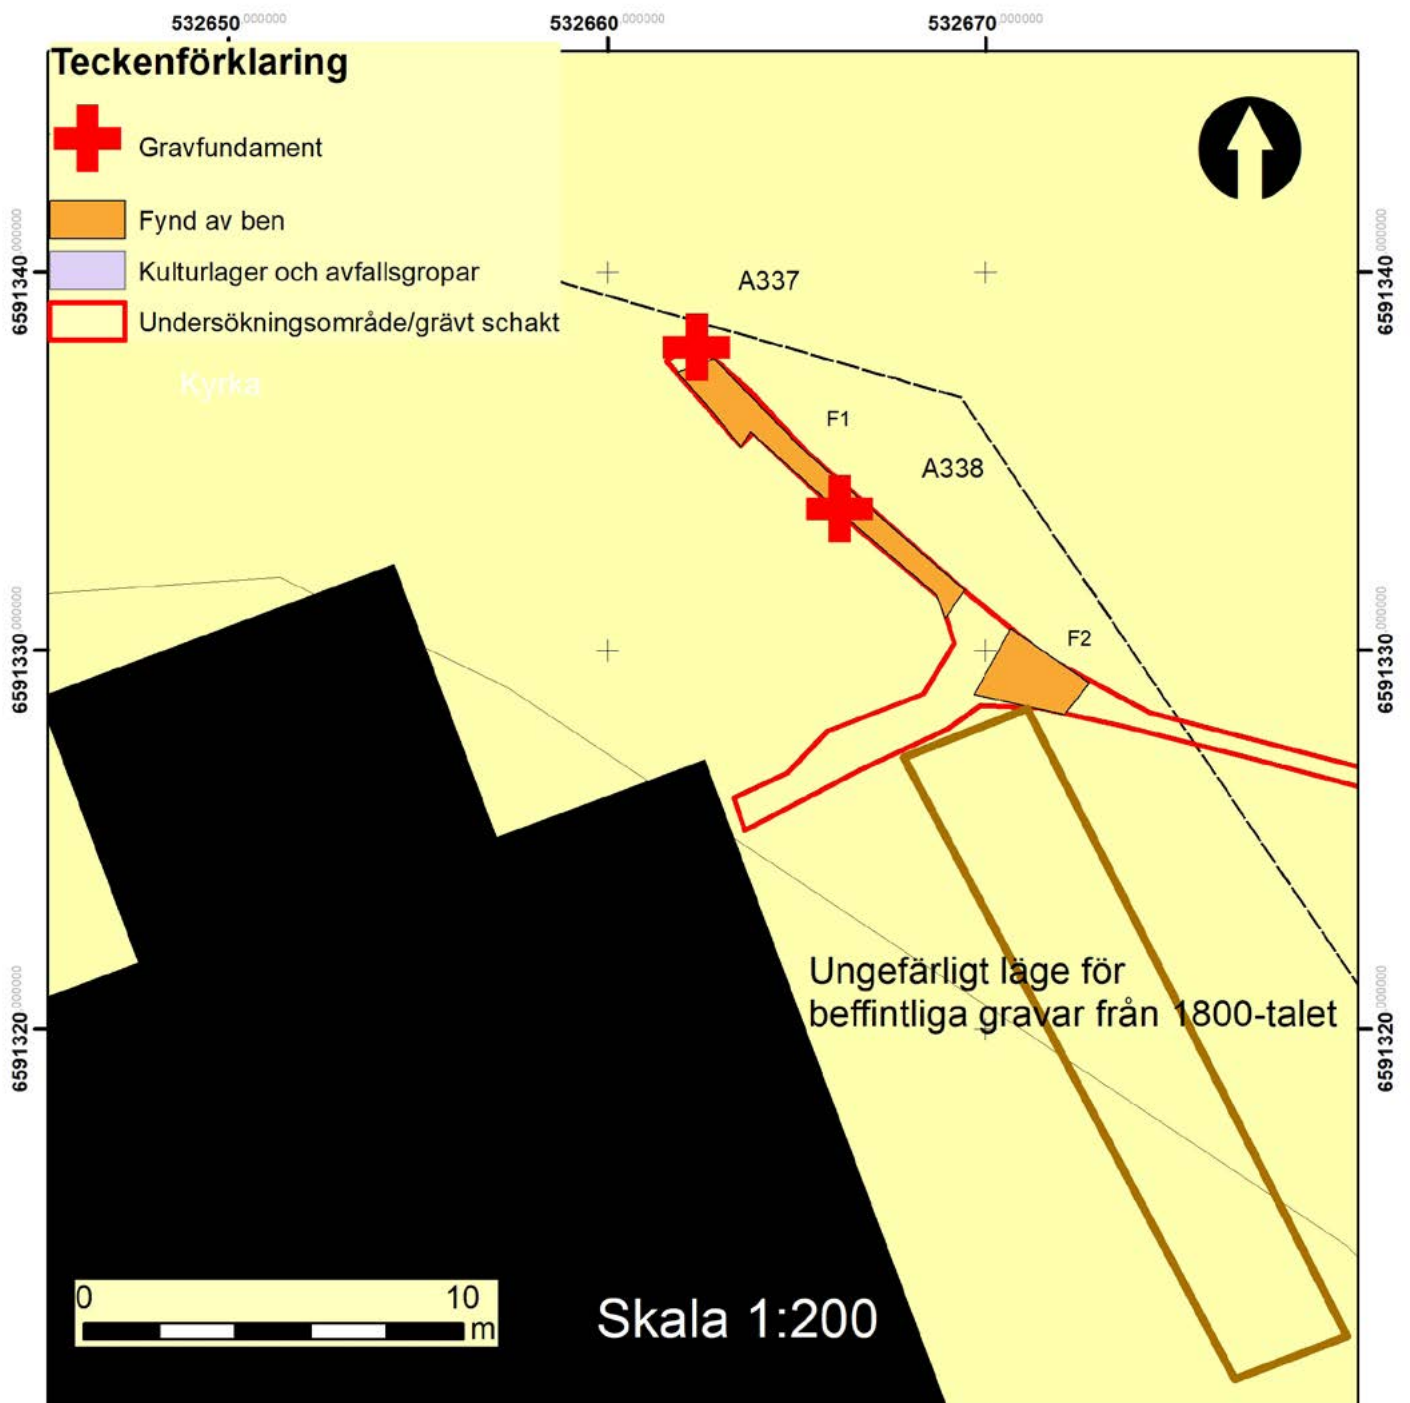 532650.000000 532660.000000 532670.000000
Teckenförklaring
Gravfundament
Fynd av ben
Kulturlager och avfallsgropar
Undersökningsområde/grävt schakt
Kyrka
6591340.000000
6591340.000000
A337
F1
A338
6591330.000000
6591330.000000
F2
Ungefärligt läge för
beffintliga gravar från 1800-talet
6591320.000000
6591320.000000
0 10
m
Skala 1:200